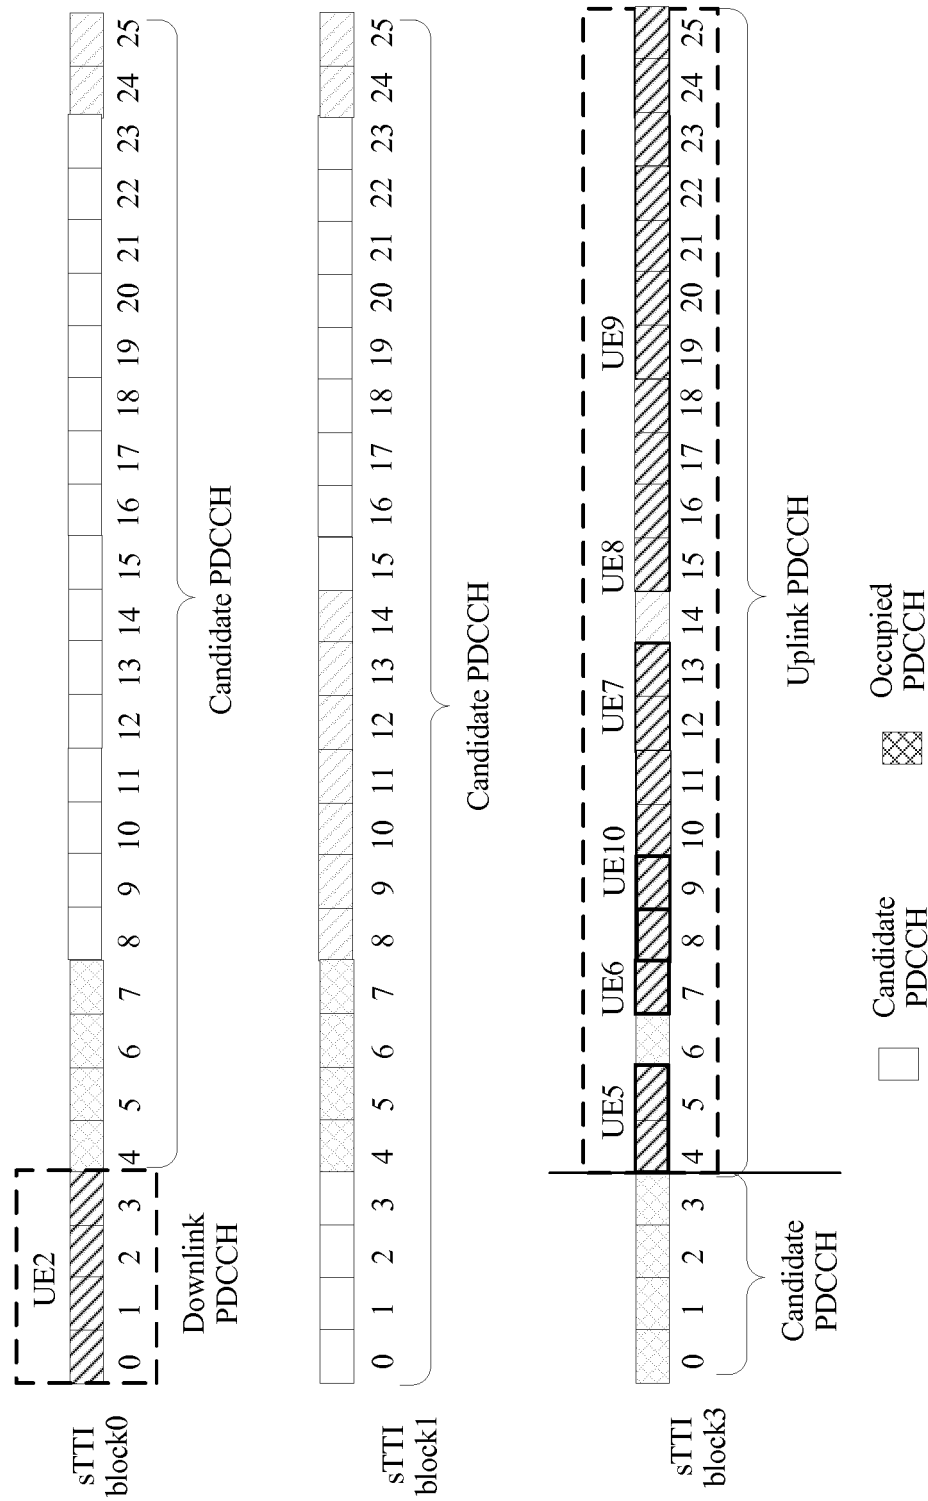 UE2
sTTI
block0
0 1 2 3 4 5 6 7 8 9 10 11 12 13 14 15 16 17 18 19 20 21 22 23 24 25
Downlink
PDCCH
Candidate PDCCH
sTTI
block1
0 1 2 3 4 5 6 7 8 9 10 11 12 13 14 15 16 17 18 19 20 21 22 23 24 25
Candidate PDCCH
UE5 UE6 UE10 UE7 UE8 UE9
sTTI
block3
0 1 2 3 4 5 6 7 8 9 10 11 12 13 14 15 16 17 18 19 20 21 22 23 24 25
Candidate
PDCCH
Uplink PDCCH
Candidate
PDCCH
Occupied
PDCCH